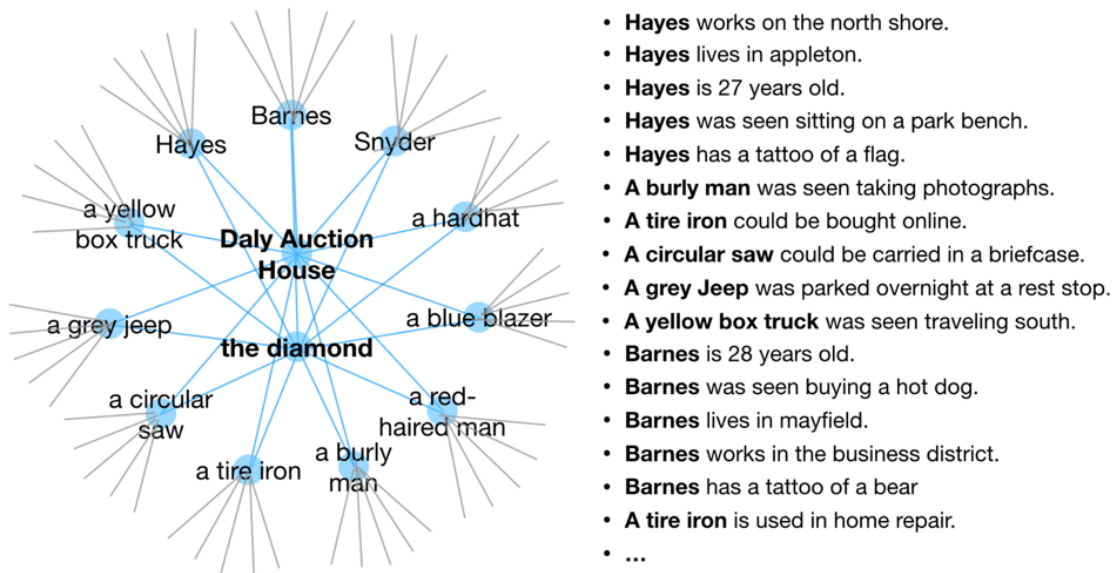 Barnes
Hayes
Snyder
a yellow
box truck
a hardhat
Daly Auction
House
a grey jeep
a blue blazer
the diamond
a circular
saw
a red-
haired man
a tire iron
a burly
man
• Hayes works on the north shore.
• Hayes lives in appleton.
• Hayes is 27 years old.
• Hayes was seen sitting on a park bench.
• Hayes has a tattoo of a flag.
• A burly man was seen taking photographs.
• A tire iron could be bought online.
• A circular saw could be carried in a briefcase.
• A grey Jeep was parked overnight at a rest stop.
• A yellow box truck was seen traveling south.
• Barnes is 28 years old.
• Barnes was seen buying a hot dog.
• Barnes lives in mayfield.
• Barnes works in the business district.
• Barnes has a tattoo of a bear
• A tire iron is used in home repair.
• ...